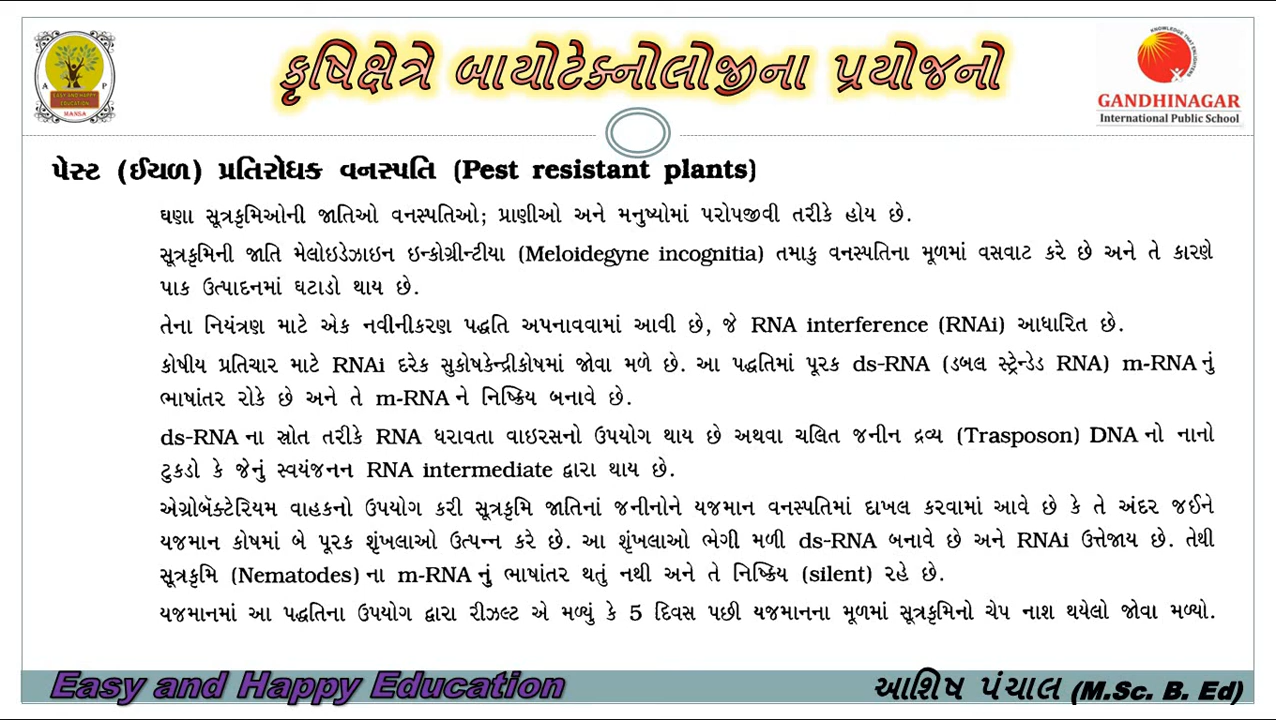 કૃષિક્ષેત્રે બાયોટેક્નોલોજીના પ્રયોજનો
A P
EASY AND HAPPY
EDUCATION
MANSA
KNOWLEDGE THAT
GANDHINAGAR
International Public School
પેસ્ટ (ઈયળ) પ્રતિરોધક વનસ્પતિ (Pest resistant plants)
ઘણા સૂત્રકૃમિઓની જાતિઓ વનસ્પતિઓ; પ્રાણીઓ અને મનુષ્યોમાં પરોપજીવી તરીકે હોય છે.
સૂત્રકૃમિની જાતિ મેલોઇડેઝાઇન ઇન્કોગ્રીન્ટીયા (Meloidegyne incognitia) તમાકુ વનસ્પતિના મૂળમાં વસવાટ કરે છે અને તે કારણે
પાક ઉત્પાદનમાં ઘટાડો થાય છે.
તેના નિયંત્રણ માટે એક નવીનીકરણ પદ્ધતિ અપનાવવામાં આવી છે, જે RNA interference (RNAi) આધારિત છે.
કોષીય પ્રતિચાર માટે RNAi દરેક સુકોષકેન્દ્રીકોષમાં જોવા મળે છે. આ પદ્ધતિમાં પૂરક ds-RNA (ડબલ સ્ટ્રેન્ડેડ RNA) m-RNA નું
ભાષાંતર રોકે છે અને તે m-RNA ને નિષ્ક્રિય બનાવે છે.
ds-RNA ના સ્રોત તરીકે RNA ધરાવતા વાઇરસનો ઉપયોગ થાય છે અથવા ચલિત જનીન દ્રવ્ય (Trasposon) DNA નો નાનો
ટુકડો કે જેનું સ્વયંજનન RNA intermediate દ્વારા થાય છે.
એગ્રોબૅક્ટેરિયમ વાહકનો ઉપયોગ કરી સૂત્રકૃમિ જાતિનાં જનીનોને યજમાન વનસ્પતિમાં દાખલ કરવામાં આવે છે કે તે અંદર જઈને
યજમાન કોષમાં બે પૂરક શૃંખલાઓ ઉત્પન્ન કરે છે. આ શૃંખલાઓ ભેગી મળી ds-RNA બનાવે છે અને RNAi ઉત્તેજાય છે. તેથી
સૂત્રકૃમિ (Nematodes) ના m-RNA નું ભાષાંતર થતું નથી અને તે નિષ્ક્રિય (silent) રહે છે.
યજમાનમાં આ પદ્ધતિના ઉપયોગ દ્વારા રીઝલ્ટ એ મળ્યું કે 5 દિવસ પછી યજમાનના મૂળમાં સૂત્રકૃમિનો ચેપ નાશ થયેલો જોવા મળ્યો.
Easy and Happy Education
આશિષ પંચાલ (M.Sc. B. Ed)